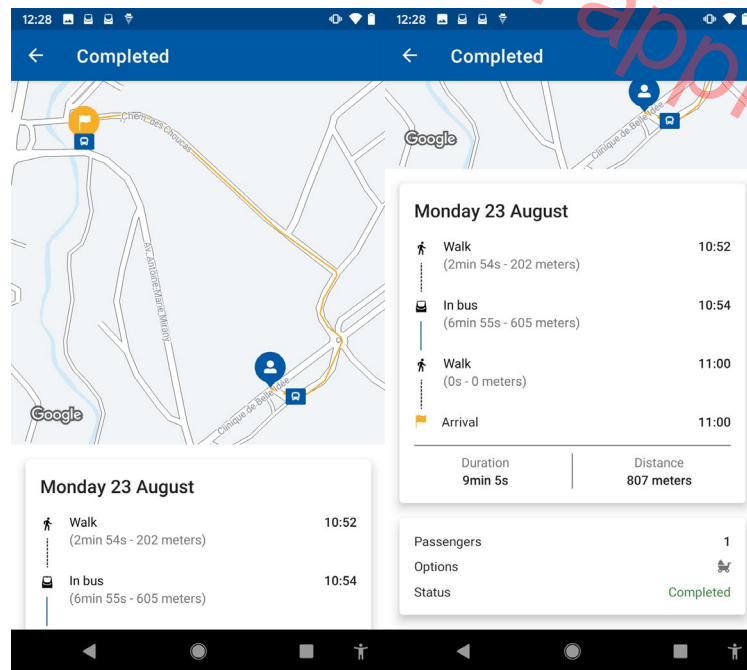 12:28
Completed
Chem. des Choucas
Av. Antoine-Marie Mirany
Clinique de Belle-Idée
Google
Monday 23 August
Walk 10:52
(2min 54s - 202 meters)
In bus 10:54
(6min 55s - 605 meters)
12:28
Completed
Clinique de Belle-Idée
Google
Monday 23 August
Walk 10:52
(2min 54s - 202 meters)
In bus 10:54
(6min 55s - 605 meters)
Walk 11:00
(0s - 0 meters)
Arrival 11:00
Duration Distance
9min 5s 807 meters
Passengers 1
Options
Status Completed